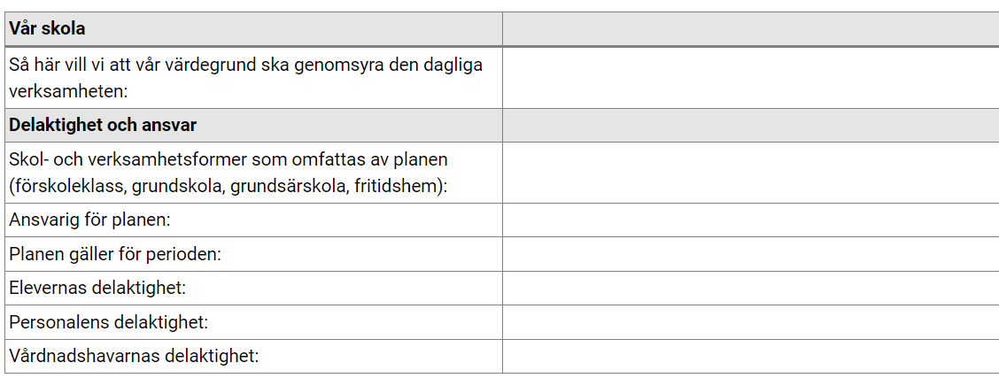 Vår skola
Så här vill vi att vår värdegrund ska genomsyra den dagliga
verksamheten:
Delaktighet och ansvar
Skol- och verksamhetsformer som omfattas av planen
(förskoleklass, grundskola, grundsärskola, fritidshem):
Ansvarig för planen:
Planen gäller för perioden:
Elevernas delaktighet:
Personalens delaktighet:
Vårdnadshavarnas delaktighet: